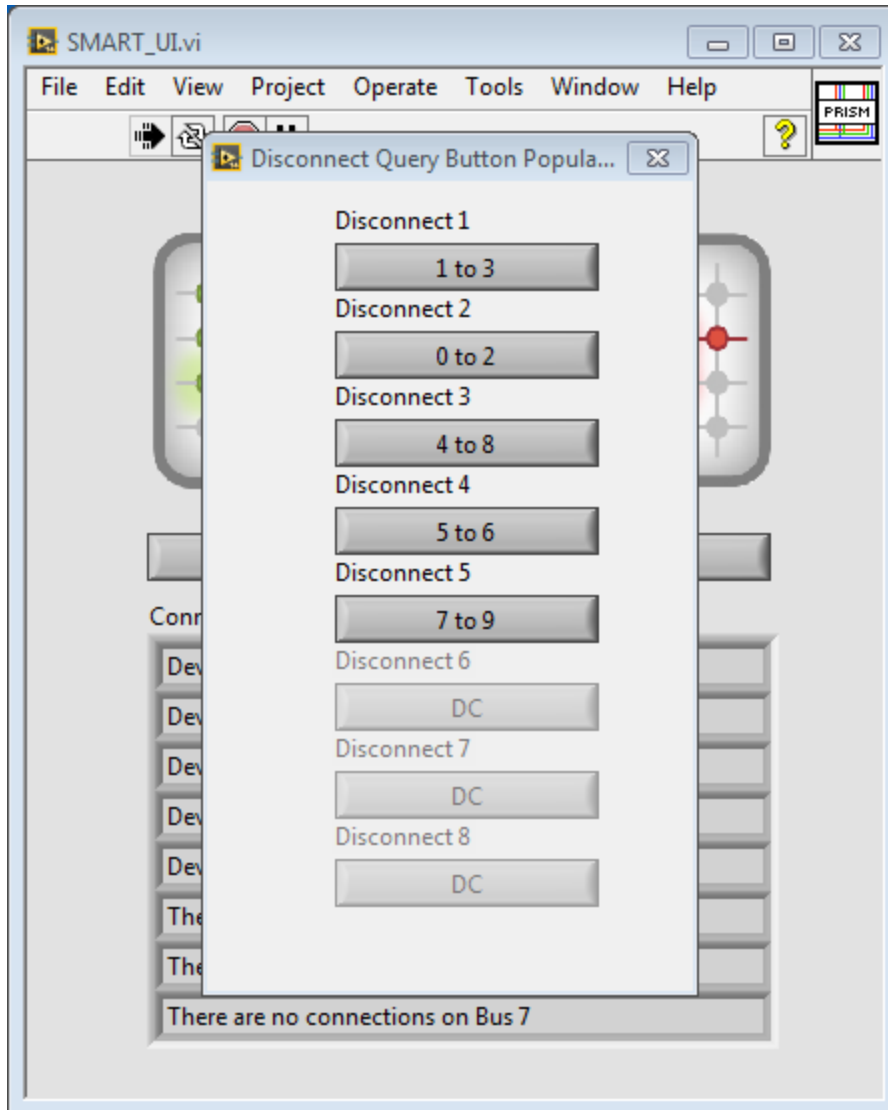 SMART_UI.vi
File Edit View Project Operate Tools Window Help
PRISM
?
Disconnect Query Button Popula...
Disconnect 1
1 to 3
Disconnect 2
0 to 2
Disconnect 3
4 to 8
Disconnect 4
5 to 6
Disconnect 5
7 to 9
Disconnect 6
DC
Disconnect 7
DC
Disconnect 8
DC
Conn
Dev
Dev
Dev
Dev
Dev
The
The
There are no connections on Bus 7